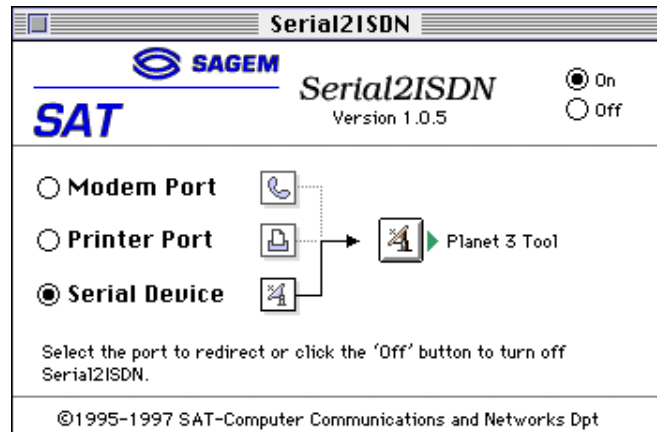 Serial2ISDN
SAGEM
SAT
Serial2ISDN
Version 1.0.5
On
Off
Modem Port
Printer Port
Planet 3 Tool
Serial Device
Select the port to redirect or click the 'Off' button to turn off
Serial2ISDN.
©1995-1997 SAT-Computer Communications and Networks Dpt